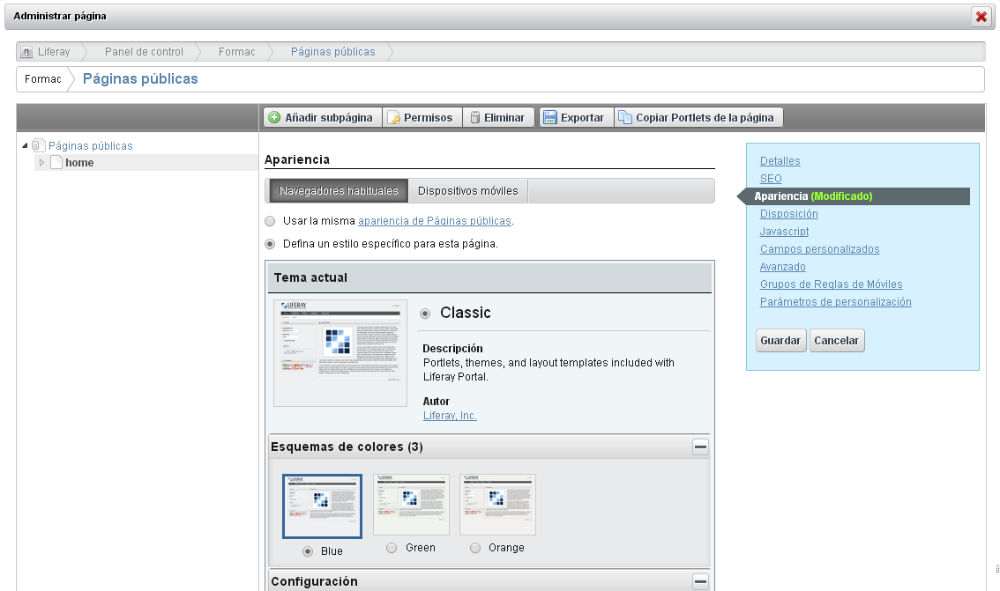 Administrar página
Liferay Panel de control Formac Páginas públicas
Formac Páginas públicas
Añadir subpágina Permisos Eliminar Exportar Copiar Portlets de la página
Páginas públicas
home
Apariencia
Navegadores habituales Dispositivos móviles
Usar la misma apariencia de Páginas públicas.
Defina un estilo específico para esta página.
Tema actual
LIFERAY
Classic
Descripción
Portlets, themes, and layout templates included with
Liferay Portal.
Autor
Liferay, Inc.
Esquemas de colores (3)
Blue Green Orange
Configuración
Detalles
SEO
Apariencia (Modificado)
Disposición
Javascript
Campos personalizados
Avanzado
Grupos de Reglas de Móviles
Parámetros de personalización
Guardar Cancelar